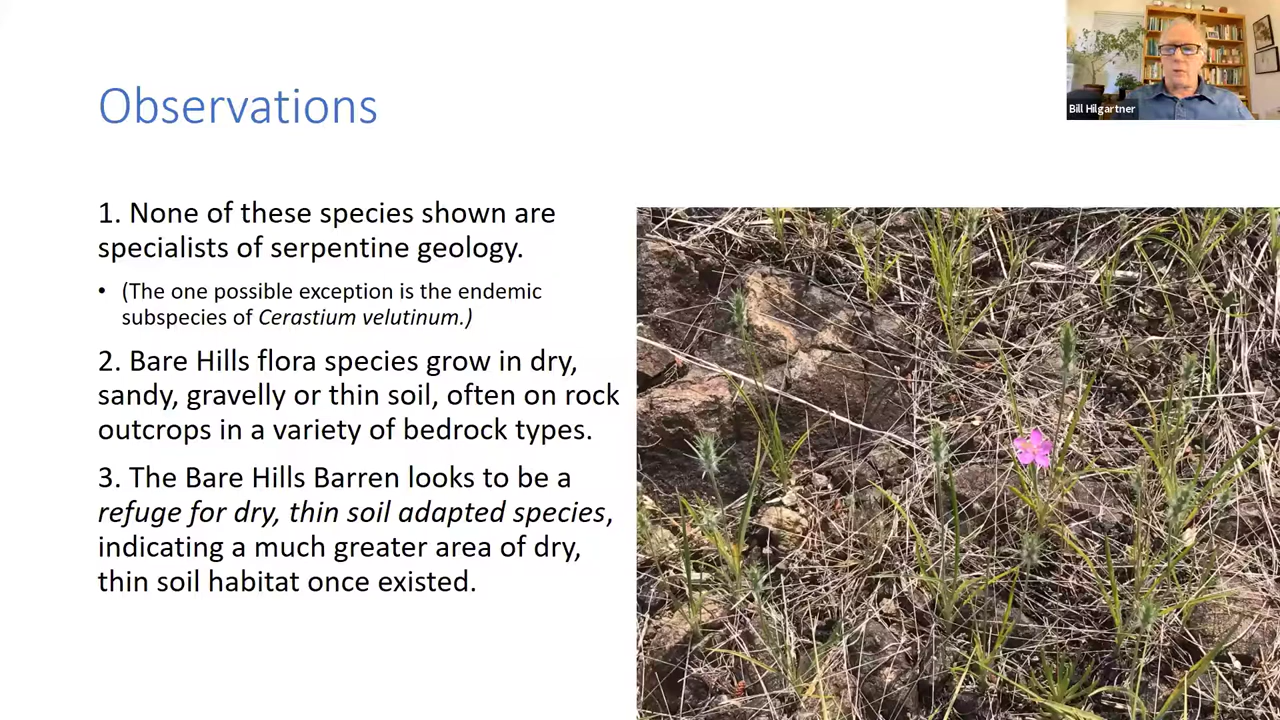 Bill Hilgartner
Observations
1. None of these species shown are
specialists of serpentine geology.
• (The one possible exception is the endemic
subspecies of Cerastium velutinum.)
2. Bare Hills flora species grow in dry,
sandy, gravelly or thin soil, often on rock
outcrops in a variety of bedrock types.
3. The Bare Hills Barren looks to be a
refuge for dry, thin soil adapted species,
indicating a much greater area of dry,
thin soil habitat once existed.